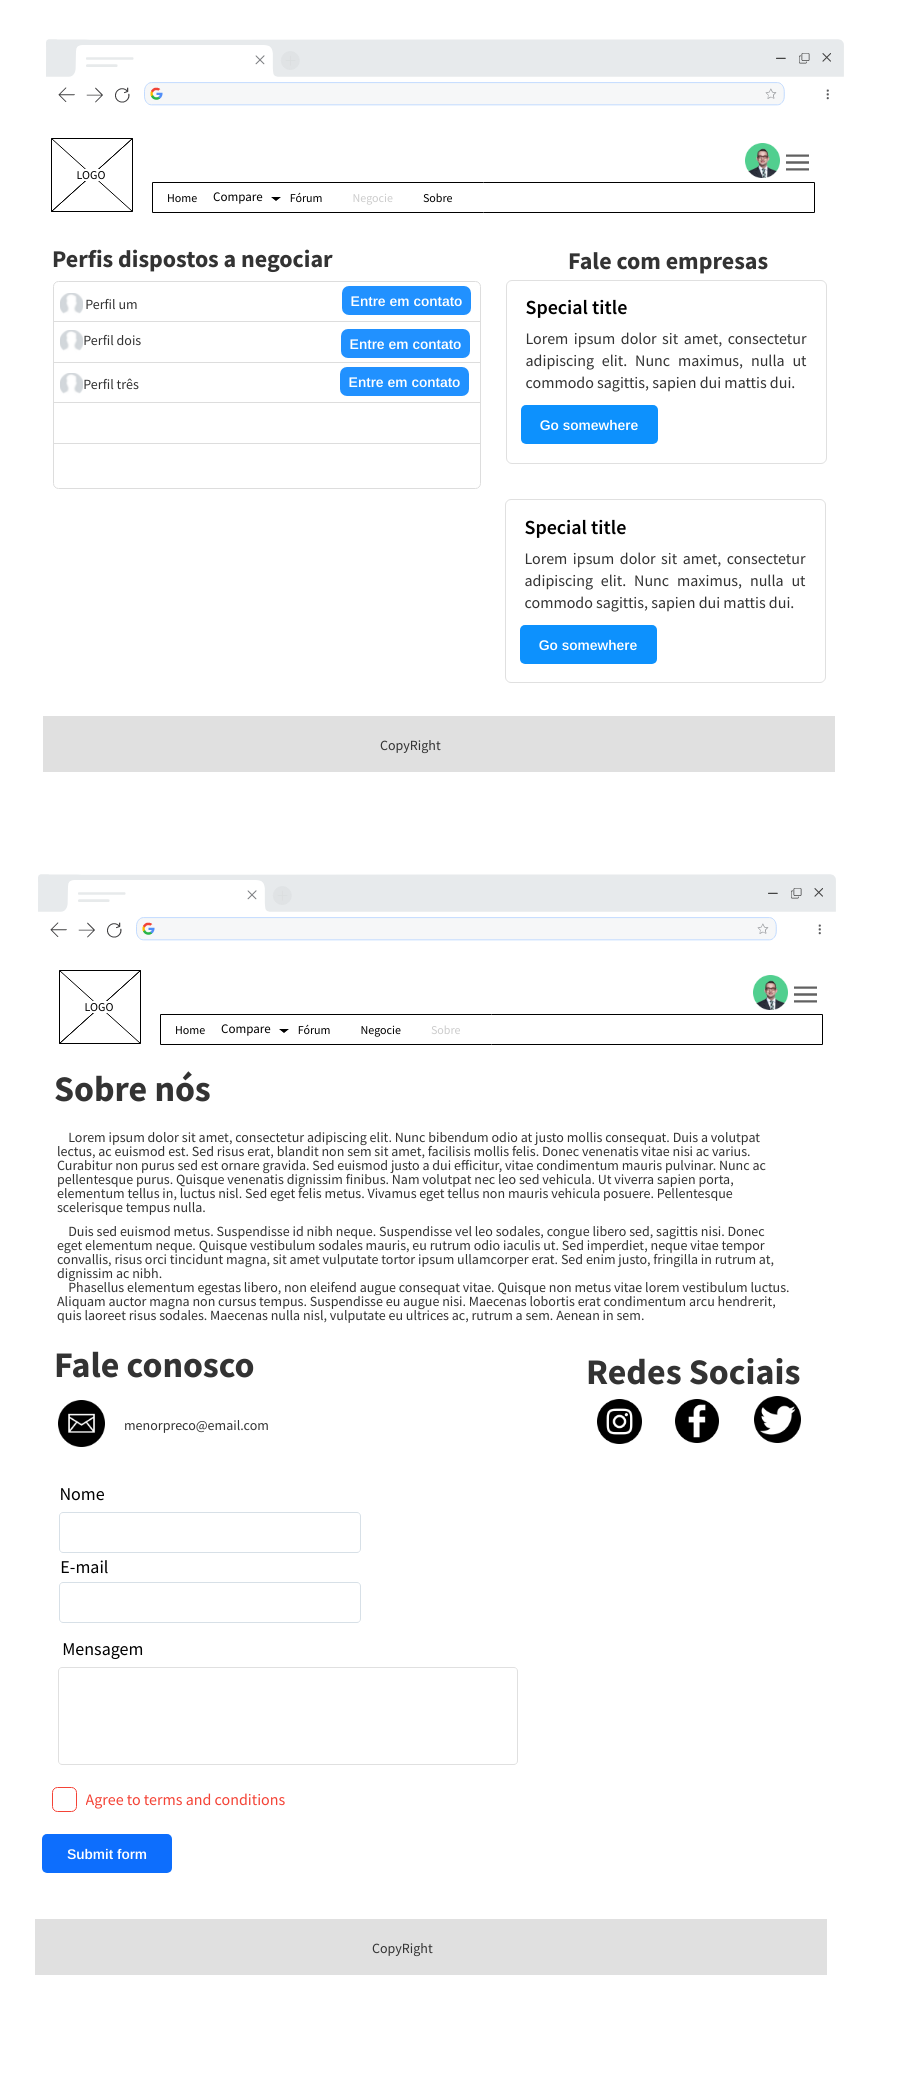 LOGO
Home Compare Fórum Negocie Sobre
Perfis dispostos a negociar
Perfil um Entre em contato
Perfil dois Entre em contato
Perfil três Entre em contato
Fale com empresas
Special title
Lorem ipsum dolor sit amet, consectetur
adipiscing elit. Nunc maximus, nulla ut
commodo sagittis, sapien dui mattis dui.
Go somewhere
Special title
Lorem ipsum dolor sit amet, consectetur
adipiscing elit. Nunc maximus, nulla ut
commodo sagittis, sapien dui mattis dui.
Go somewhere
CopyRight
LOGO
Home Compare Fórum Negocie Sobre
Sobre nós
Lorem ipsum dolor sit amet, consectetur adipiscing elit. Nunc bibendum odio at justo mollis consequat. Duis a volutpat
lectus, ac euismod est. Sed risus erat, blandit non sem sit amet, facilisis mollis felis. Donec venenatis vitae nisi ac varius.
Curabitur non purus sed est ornare gravida. Sed euismod justo a dui efficitur, vitae condimentum mauris pulvinar. Nunc ac
pellentesque purus. Quisque venenatis dignissim finibus. Nam volutpat nec leo sed vehicula. Ut viverra sapien porta,
elementum tellus in, luctus nisl. Sed eget felis metus. Vivamus eget tellus non mauris vehicula posuere. Pellentesque
scelerisque tempus nulla.
Duis sed euismod metus. Suspendisse id nibh neque. Suspendisse vel leo sodales, congue libero sed, sagittis nisi. Donec
eget elementum neque. Quisque vestibulum sodales mauris, eu rutrum odio iaculis ut. Sed imperdiet, neque vitae tempor
convallis, risus orci tincidunt magna, sit amet vulputate tortor ipsum ullamcorper erat. Sed enim justo, fringilla in rutrum at,
dignissim ac nibh.
Phasellus elementum egestas libero, non eleifend augue consequat vitae. Quisque non metus vitae lorem vestibulum luctus.
Aliquam auctor magna non cursus tempus. Suspendisse eu augue nisi. Maecenas lobortis erat condimentum arcu hendrerit,
quis laoreet risus sodales. Maecenas nulla nisl, vulputate eu ultrices ac, rutrum a sem. Aenean in sem.
Fale conosco
menorpreco@email.com
Redes Sociais
Nome
E-mail
Mensagem
Agree to terms and conditions
Submit form
CopyRight